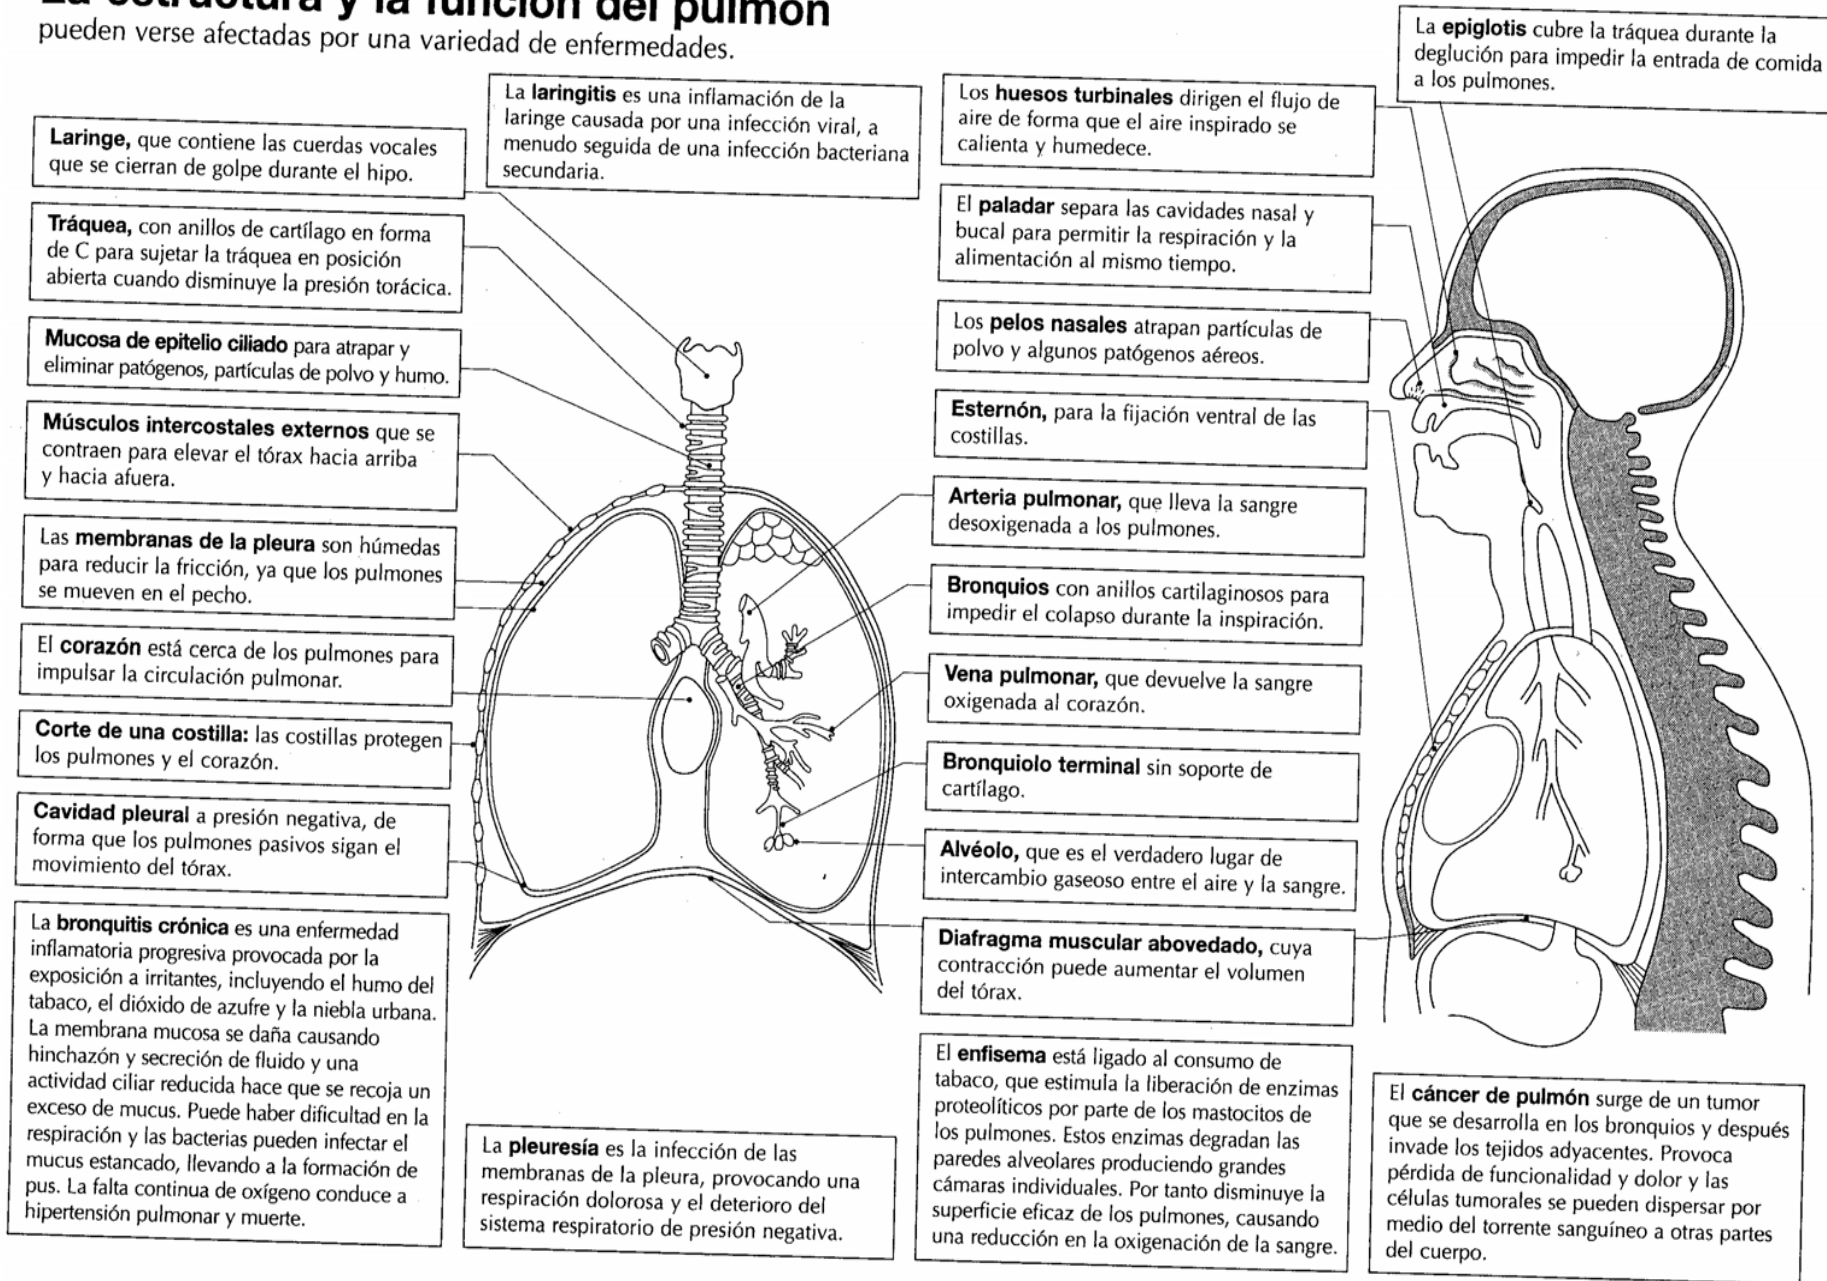 La estructura y la función del pulmón
pueden verse afectadas por una variedad de enfermedades.
Laringe, que contiene las cuerdas vocales
que se cierran de golpe durante el hipo.
Tráquea, con anillos de cartílago en forma
de C para sujetar la tráquea en posición
abierta cuando disminuye la presión torácica.
Mucosa de epitelio ciliado para atrapar y
eliminar patógenos, partículas de polvo y humo.
Músculos intercostales externos que se
contraen para elevar el tórax hacia arriba
y hacia afuera.
Las membranas de la pleura son húmedas
para reducir la fricción, ya que los pulmones
se mueven en el pecho.
El corazón está cerca de los pulmones para
impulsar la circulación pulmonar.
Corte de una costilla: las costillas protegen
los pulmones y el corazón.
Cavidad pleural a presión negativa, de
forma que los pulmones pasivos sigan el
movimiento del tórax.
La bronquitis crónica es una enfermedad
inflamatoria progresiva provocada por la
exposición a irritantes, incluyendo el humo del
tabaco, el dióxido de azufre y la niebla urbana.
La membrana mucosa se daña causando
hinchazón y secreción de fluido y una
actividad ciliar reducida hace que se recoja un
exceso de mucus. Puede haber dificultad en la
respiración y las bacterias pueden infectar el
mucus estancado, llevando a la formación de
pus. La falta continua de oxígeno conduce a
hipertensión pulmonar y muerte.
La laringitis es una inflamación de la
laringe causada por una infección viral, a
menudo seguida de una infección bacteriana
secundaria.
La pleuresía es la infección de las
membranas de la pleura, provocando una
respiración dolorosa y el deterioro del
sistema respiratorio de presión negativa.
Los huesos turbinales dirigen el flujo de
aire de forma que el aire inspirado se
calienta y humedece.
El paladar separa las cavidades nasal y
bucal para permitir la respiración y la
alimentación al mismo tiempo.
Los pelos nasales atrapan partículas de
polvo y algunos patógenos aéreos.
Esternón, para la fijación ventral de las
costillas.
Arteria pulmonar, que lleva la sangre
desoxigenada a los pulmones.
Bronquios con anillos cartilaginosos para
impedir el colapso durante la inspiración.
Vena pulmonar, que devuelve la sangre
oxigenada al corazón.
Bronquiolo terminal sin soporte de
cartílago.
Alvéolo, que es el verdadero lugar de
intercambio gaseoso entre el aire y la sangre.
Diafragma muscular abovedado, cuya
contracción puede aumentar el volumen
del tórax.
El enfisema está ligado al consumo de
tabaco, que estimula la liberación de enzimas
proteolíticos por parte de los mastocitos de
los pulmones. Estos enzimas degradan las
paredes alveolares produciendo grandes
cámaras individuales. Por tanto disminuye la
superficie eficaz de los pulmones, causando
una reducción en la oxigenación de la sangre.
La epiglotis cubre la tráquea durante la
deglución para impedir la entrada de comida
a los pulmones.
El cáncer de pulmón surge de un tumor
que se desarrolla en los bronquios y después
invade los tejidos adyacentes. Provoca
pérdida de funcionalidad y dolor y las
células tumorales se pueden dispersar por
medio del torrente sanguíneo a otras partes
del cuerpo.